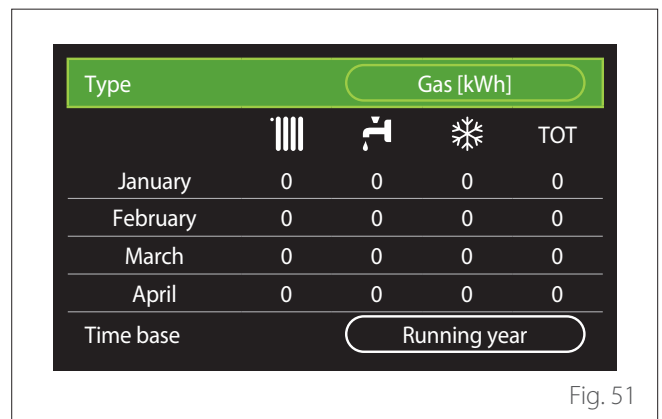 Type Gas [kWh]
TOT
January 0 0 0 0
February 0 0 0 0
March 0 0 0 0
April 0 0 0 0
Time base Running year
Fig. 51